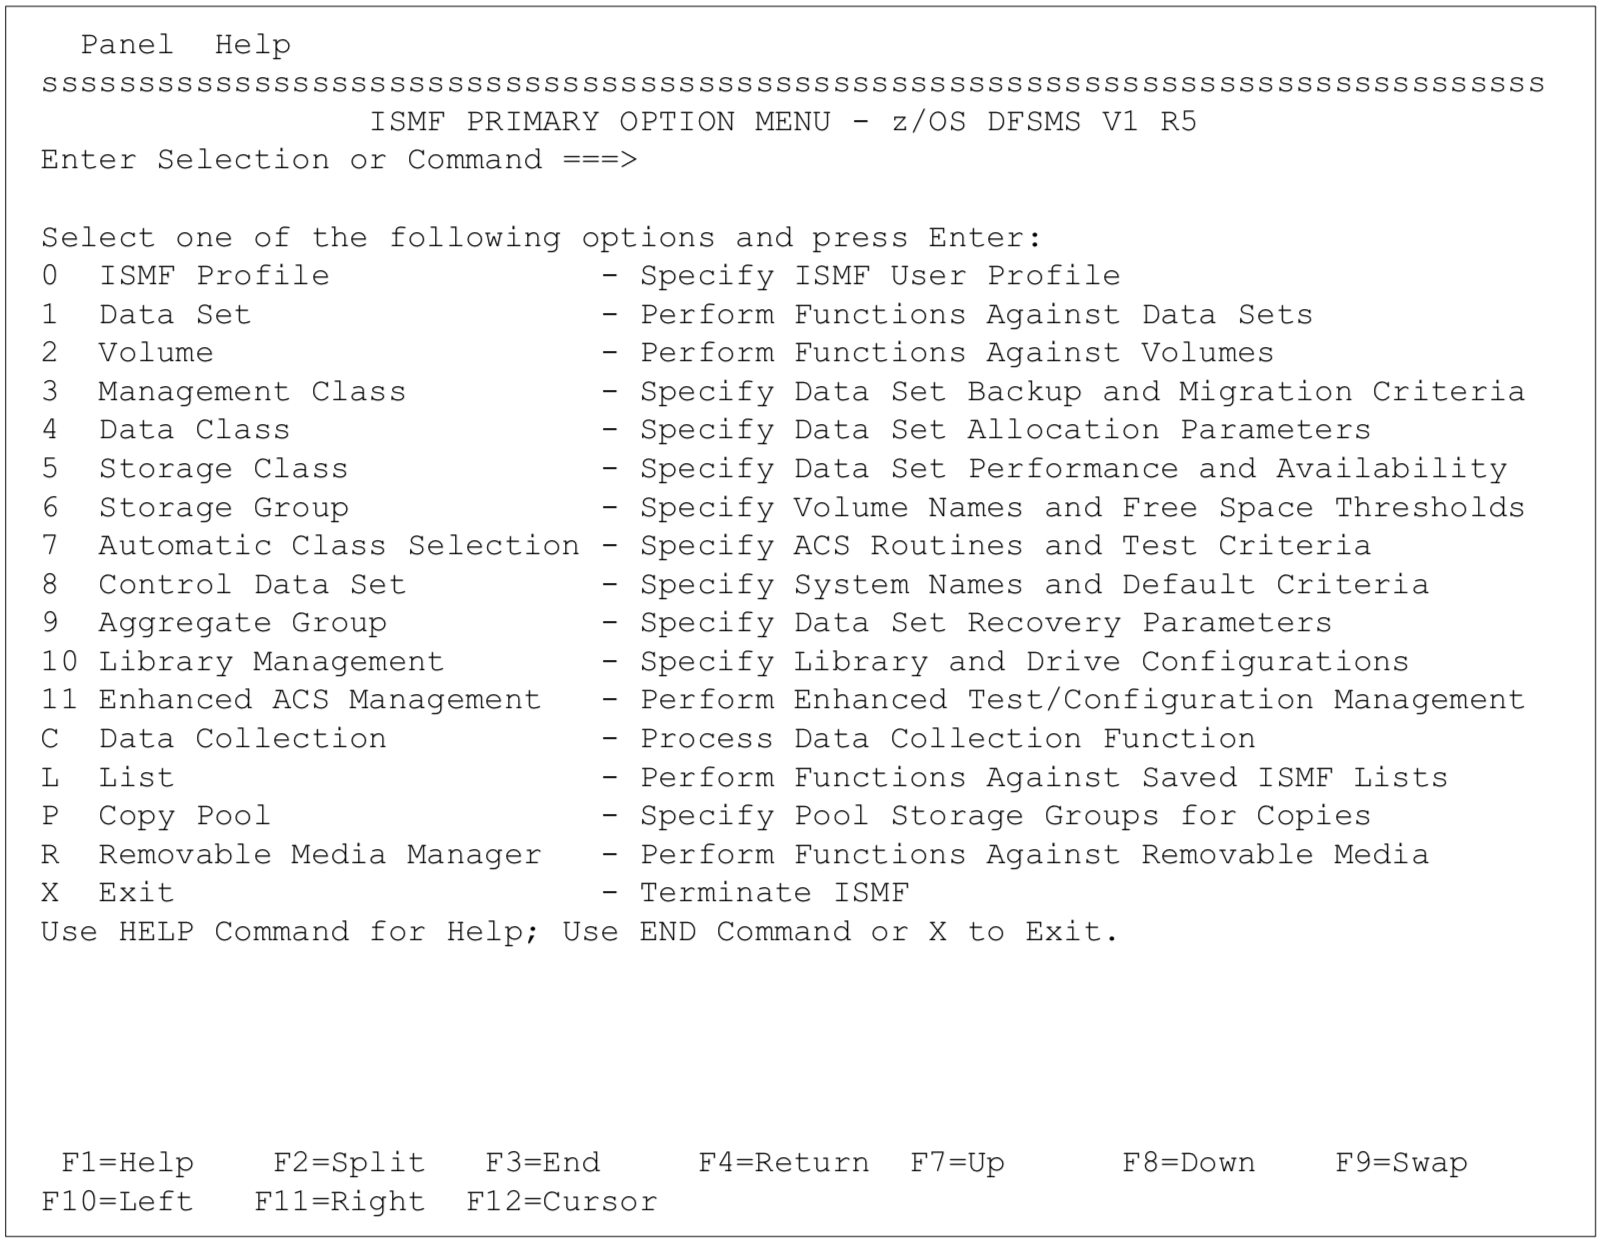 Panel  Help
ssssssssssssssssssssssssssssssssssssssssssssssssssssssssssssssssssssssssssssss
ISMF PRIMARY OPTION MENU - z/OS DFSMS V1 R5
Enter Selection or Command ===>
Select one of the following options and press Enter:
0  ISMF Profile              - Specify ISMF User Profile
1  Data Set                  - Perform Functions Against Data Sets
2  Volume                    - Perform Functions Against Volumes
3  Management Class          - Specify Data Set Backup and Migration Criteria
4  Data Class                - Specify Data Set Allocation Parameters
5  Storage Class             - Specify Data Set Performance and Availability
6  Storage Group             - Specify Volume Names and Free Space Thresholds
7  Automatic Class Selection - Specify ACS Routines and Test Criteria
8  Control Data Set          - Specify System Names and Default Criteria
9  Aggregate Group           - Specify Data Set Recovery Parameters
10 Library Management        - Specify Library and Drive Configurations
11 Enhanced ACS Management   - Perform Enhanced Test/Configuration Management
C  Data Collection           - Process Data Collection Function
L  List                      - Perform Functions Against Saved ISMF Lists
P  Copy Pool                 - Specify Pool Storage Groups for Copies
R  Removable Media Manager   - Perform Functions Against Removable Media
X  Exit                      - Terminate ISMF
Use HELP Command for Help; Use END Command or X to Exit.
F1=Help    F2=Split   F3=End     F4=Return  F7=Up      F8=Down    F9=Swap
F10=Left   F11=Right  F12=Cursor